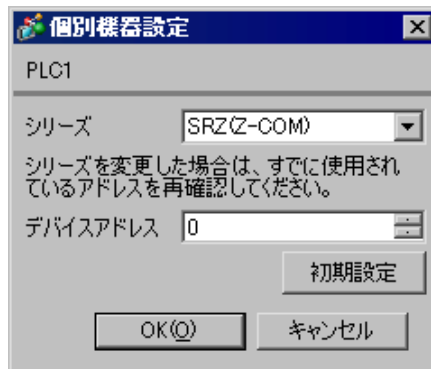 個別機器設定
PLC1
シリーズ SRZ(Z-COM)
シリーズを変更した場合は、すでに使用され
ているアドレスを再確認してください。
デバイスアドレス 0
初期設定
OK(O) キャンセル